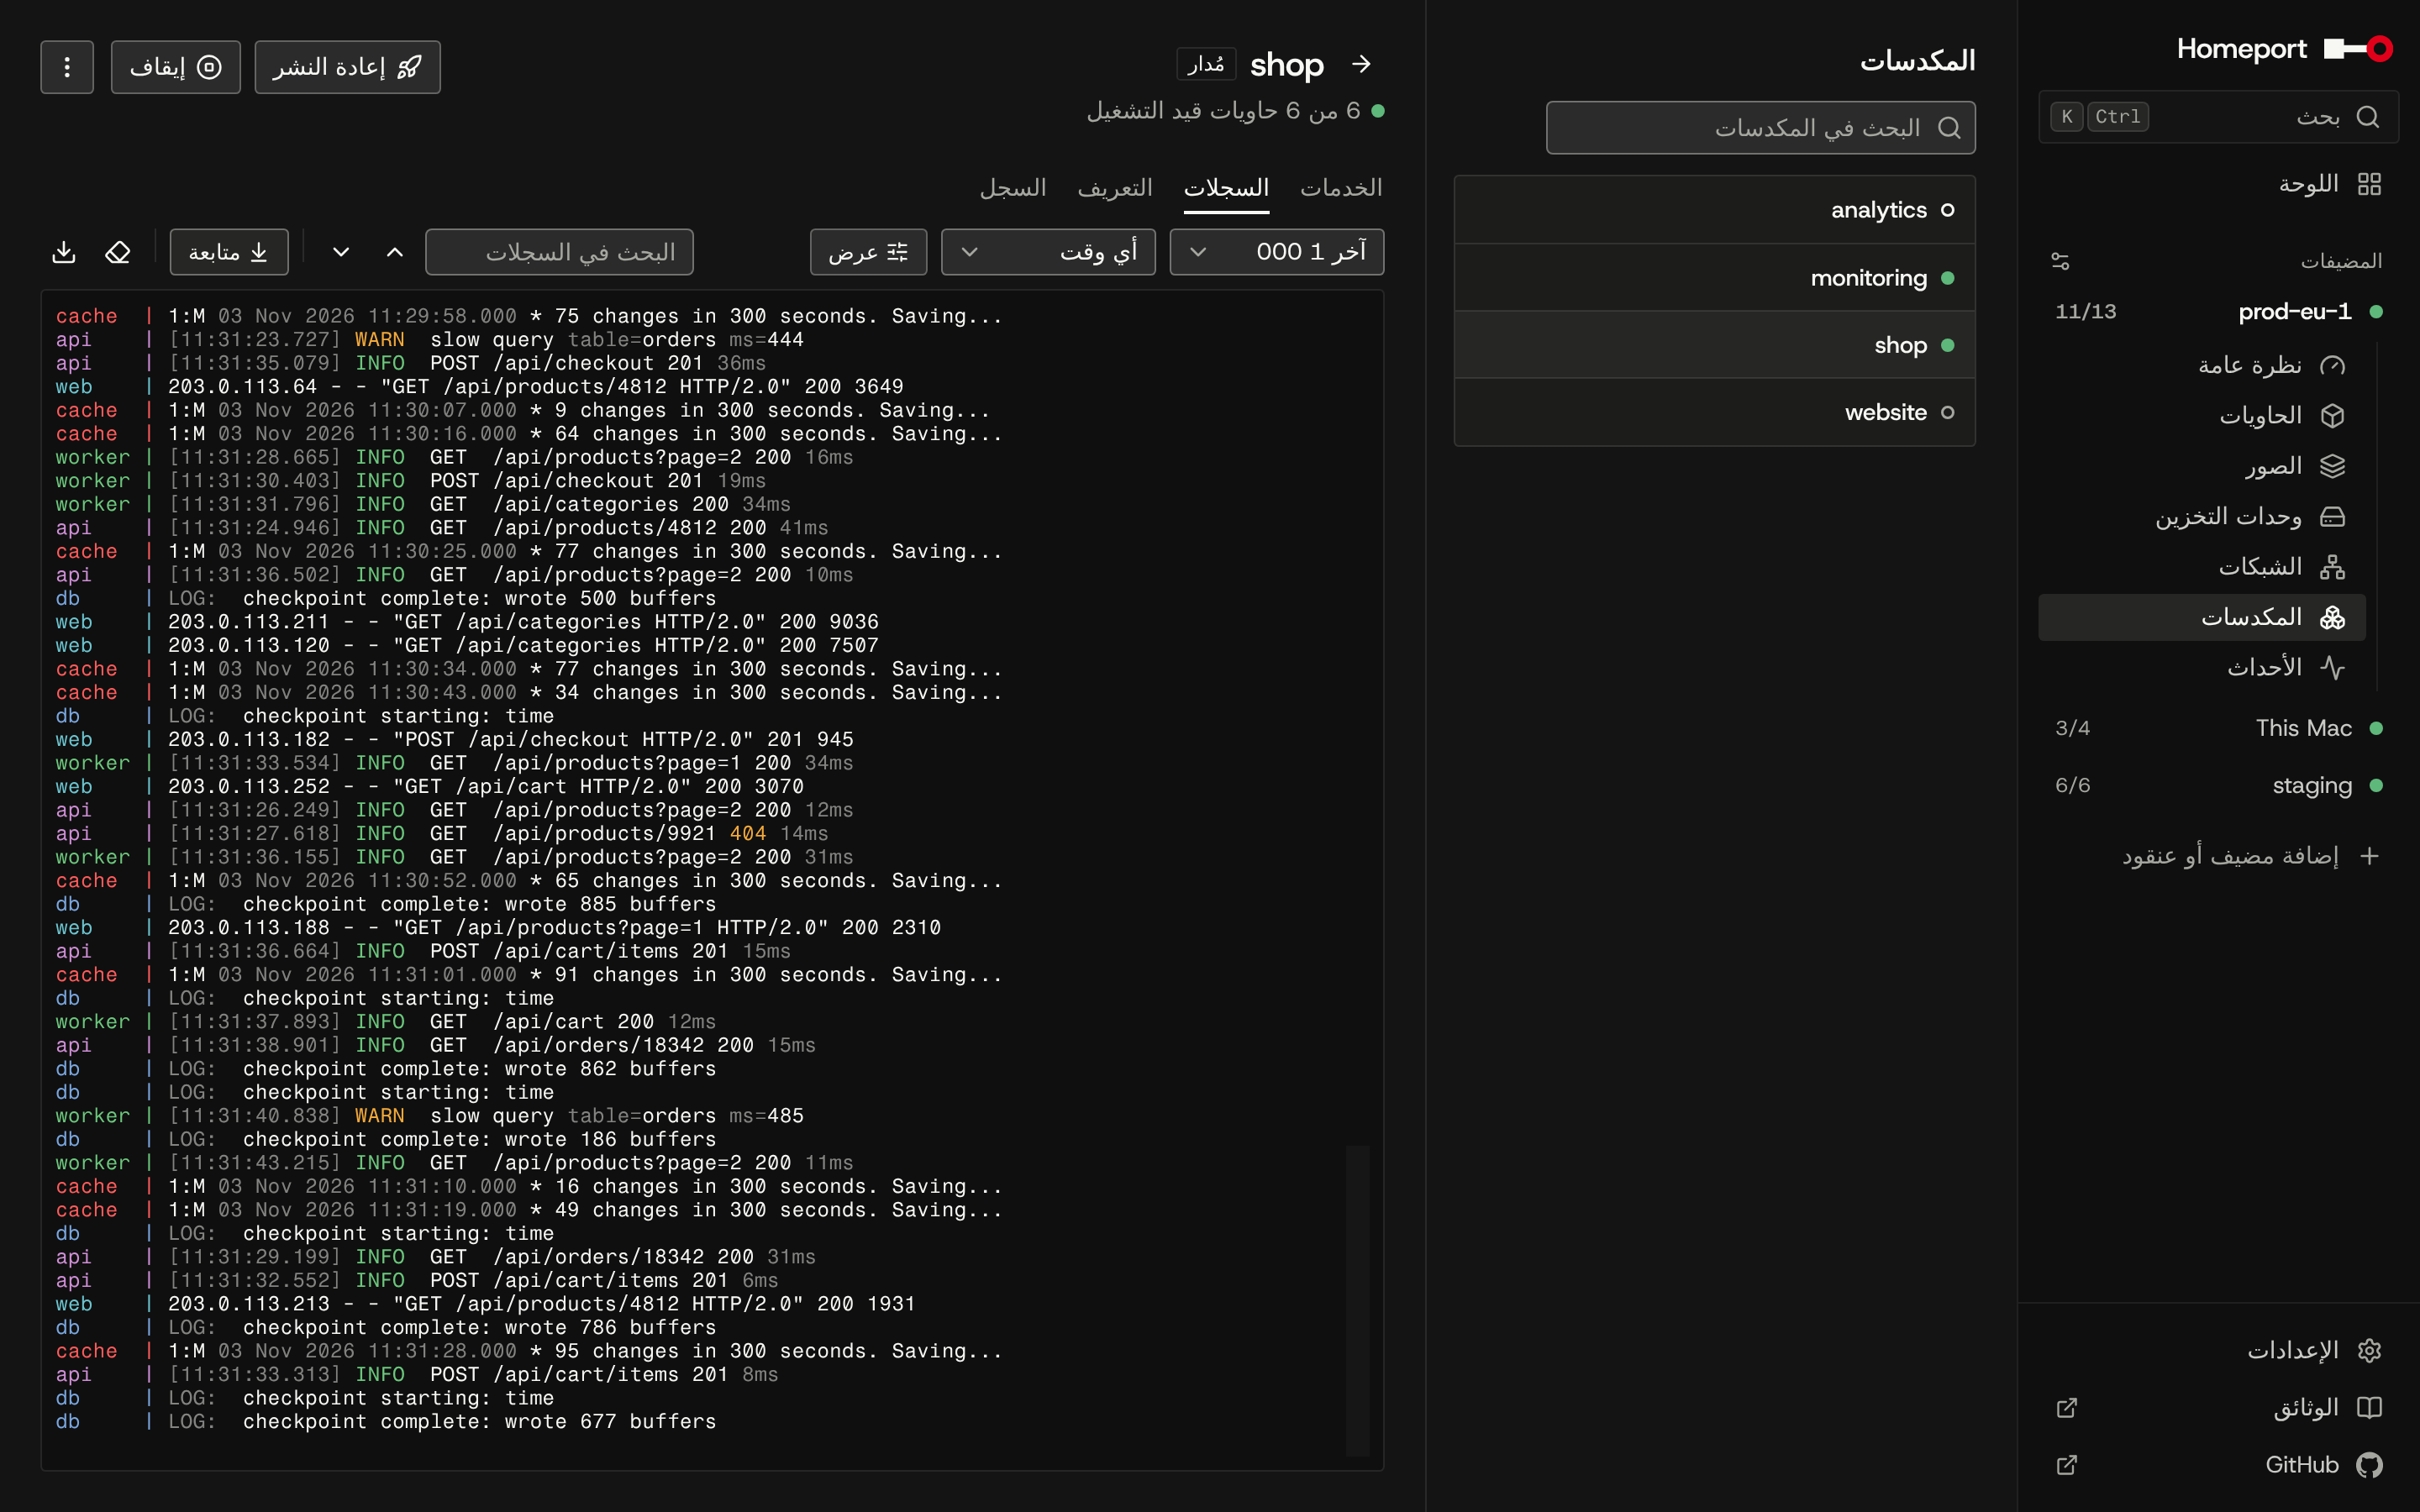 Homeport
بحث
Ctrl K
اللوحة
المضيفات
prod-eu-1 11/13
نظرة عامة
الحاويات
الصور
وحدات التخزين
الشبكات
المكدسات
الأحداث
This Mac 3/4
staging 6/6
إضافة مضيف أو عنقود
الإعدادات
الوثائق
GitHub
المكدسات
البحث في المكدسات
analytics
monitoring
shop
website
shop مُدار
6 من 6 حاويات قيد التشغيل
إعادة النشر
إيقاف
الخدمات
السجلات
التعريف
السجل
آخر 1 000
أي وقت
عرض
البحث في السجلات
متابعة
cache | 1:M 03 Nov 2026 11:29:58.000 * 75 changes in 300 seconds. Saving...
api | [11:31:23.727] WARN slow query table=orders ms=444
api | [11:31:35.079] INFO POST /api/checkout 201 36ms
web | 203.0.113.64 - - "GET /api/products/4812 HTTP/2.0" 200 3649
cache | 1:M 03 Nov 2026 11:30:07.000 * 9 changes in 300 seconds. Saving...
cache | 1:M 03 Nov 2026 11:30:16.000 * 64 changes in 300 seconds. Saving...
worker | [11:31:28.665] INFO GET /api/products?page=2 200 16ms
worker | [11:31:30.403] INFO POST /api/checkout 201 19ms
worker | [11:31:31.796] INFO GET /api/categories 200 34ms
api | [11:31:24.946] INFO GET /api/products/4812 200 41ms
cache | 1:M 03 Nov 2026 11:30:25.000 * 77 changes in 300 seconds. Saving...
api | [11:31:36.502] INFO GET /api/products?page=2 200 10ms
db | LOG: checkpoint complete: wrote 500 buffers
web | 203.0.113.211 - - "GET /api/categories HTTP/2.0" 200 9036
web | 203.0.113.120 - - "GET /api/categories HTTP/2.0" 200 7507
cache | 1:M 03 Nov 2026 11:30:34.000 * 77 changes in 300 seconds. Saving...
cache | 1:M 03 Nov 2026 11:30:43.000 * 34 changes in 300 seconds. Saving...
db | LOG: checkpoint starting: time
web | 203.0.113.182 - - "POST /api/checkout HTTP/2.0" 201 945
worker | [11:31:33.534] INFO GET /api/products?page=1 200 34ms
web | 203.0.113.252 - - "GET /api/cart HTTP/2.0" 200 3070
api | [11:31:26.249] INFO GET /api/products?page=2 200 12ms
api | [11:31:27.618] INFO GET /api/products/9921 404 14ms
worker | [11:31:36.155] INFO GET /api/products?page=2 200 31ms
cache | 1:M 03 Nov 2026 11:30:52.000 * 65 changes in 300 seconds. Saving...
db | LOG: checkpoint complete: wrote 885 buffers
web | 203.0.113.188 - - "GET /api/products?page=1 HTTP/2.0" 200 2310
api | [11:31:36.664] INFO POST /api/cart/items 201 15ms
cache | 1:M 03 Nov 2026 11:31:01.000 * 91 changes in 300 seconds. Saving...
db | LOG: checkpoint starting: time
worker | [11:31:37.893] INFO GET /api/cart 200 12ms
api | [11:31:38.901] INFO GET /api/orders/18342 200 15ms
db | LOG: checkpoint complete: wrote 862 buffers
db | LOG: checkpoint starting: time
worker | [11:31:40.838] WARN slow query table=orders ms=485
db | LOG: checkpoint complete: wrote 186 buffers
worker | [11:31:43.215] INFO GET /api/products?page=2 200 11ms
cache | 1:M 03 Nov 2026 11:31:10.000 * 16 changes in 300 seconds. Saving...
cache | 1:M 03 Nov 2026 11:31:19.000 * 49 changes in 300 seconds. Saving...
db | LOG: checkpoint starting: time
api | [11:31:29.199] INFO GET /api/orders/18342 200 31ms
api | [11:31:32.552] INFO POST /api/cart/items 201 6ms
web | 203.0.113.213 - - "GET /api/products/4812 HTTP/2.0" 200 1931
db | LOG: checkpoint complete: wrote 786 buffers
cache | 1:M 03 Nov 2026 11:31:28.000 * 95 changes in 300 seconds. Saving...
api | [11:31:33.313] INFO POST /api/cart/items 201 8ms
db | LOG: checkpoint starting: time
db | LOG: checkpoint complete: wrote 677 buffers